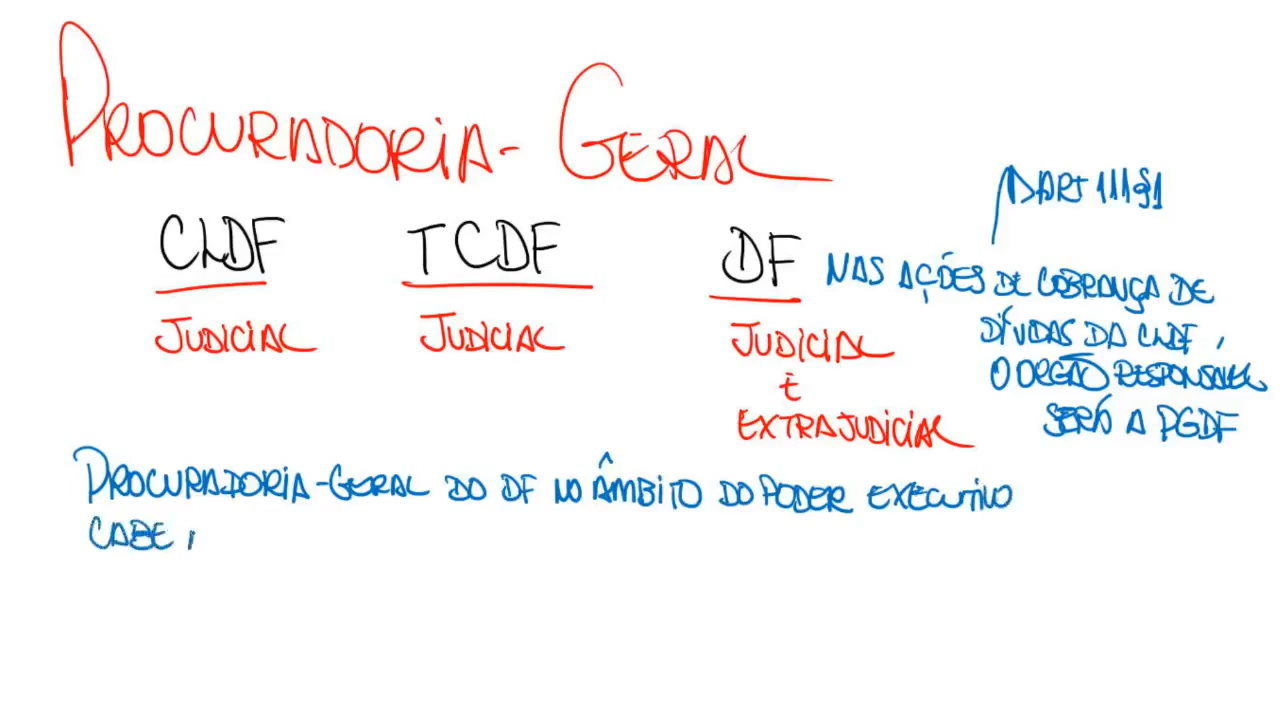 PROCURADORIA-GERAL
ART 111 §1
CLDF TCDF DF
JUDICIAL JUDICIAL JUDICIAL
E
EXTRAJUDICIAL
NAS AÇÕES DE COBRANÇA DE
DÍVIDAS DA CLDF,
O ÓRGÃO RESPONSÁVEL
SERÁ A PGDF
PROCURADORIA-GERAL DO DF NO ÂMBITO DO PODER EXECUTIVO
CABE